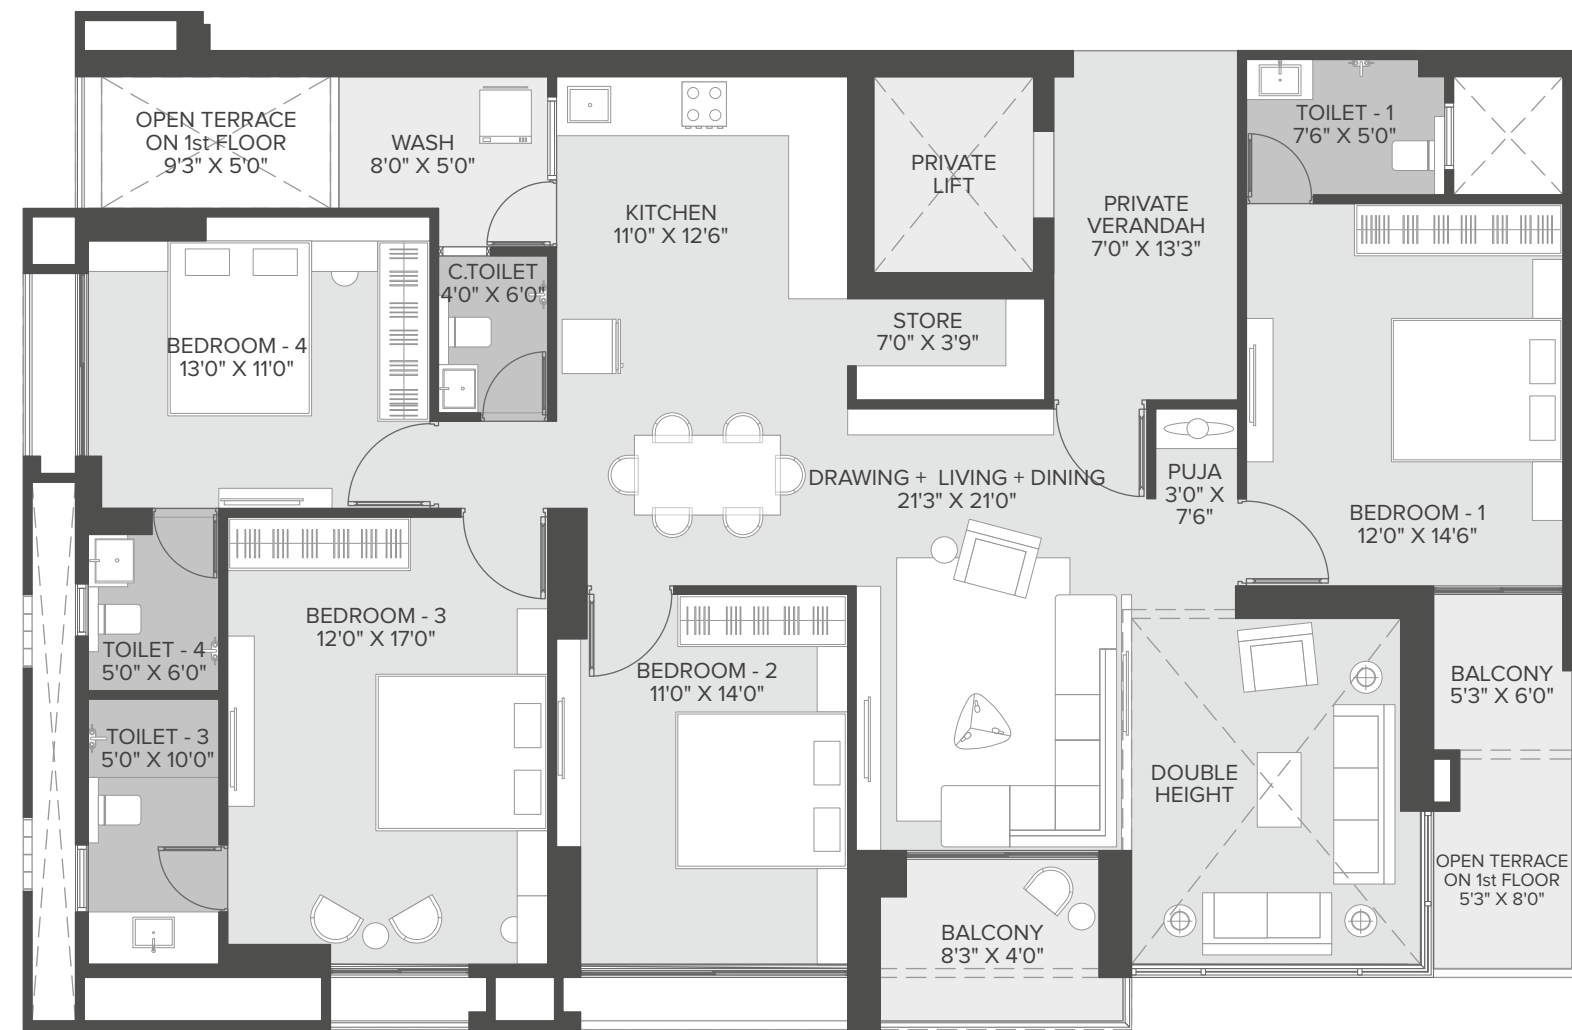 OPEN TERRACE
ON 1st FLOOR
9'3" X 5'0"
WASH
8'0" X 5'0"
KITCHEN
11'0" X 12'6"
PRIVATE
LIFT
PRIVATE
VERANDAH
7'0" X 13'3"
TOILET - 1
7'6" X 5'0"
C.TOILET
4'0" X 6'0"
STORE
7'0" X 3'9"
BEDROOM - 4
13'0" X 11'0"
DRAWING + LIVING + DINING
21'3" X 21'0"
PUJA
3'0" X
7'6"
BEDROOM - 1
12'0" X 14'6"
TOILET - 4
5'0" X 6'0"
BEDROOM - 3
12'0" X 17'0"
BEDROOM - 2
11'0" X 14'0"
BALCONY
5'3" X 6'0"
TOILET - 3
5'0" X 10'0"
DOUBLE
HEIGHT
OPEN TERRACE
ON 1st FLOOR
5'3" X 8'0"
BALCONY
8'3" X 4'0"